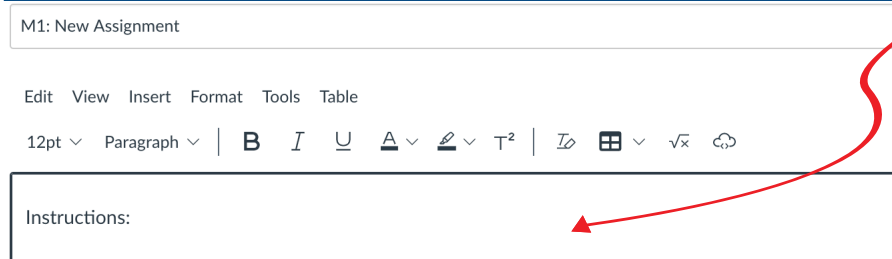 M1: New Assignment
Edit View Insert Format Tools Table
12pt Paragraph B I U A T² √x
Instructions: